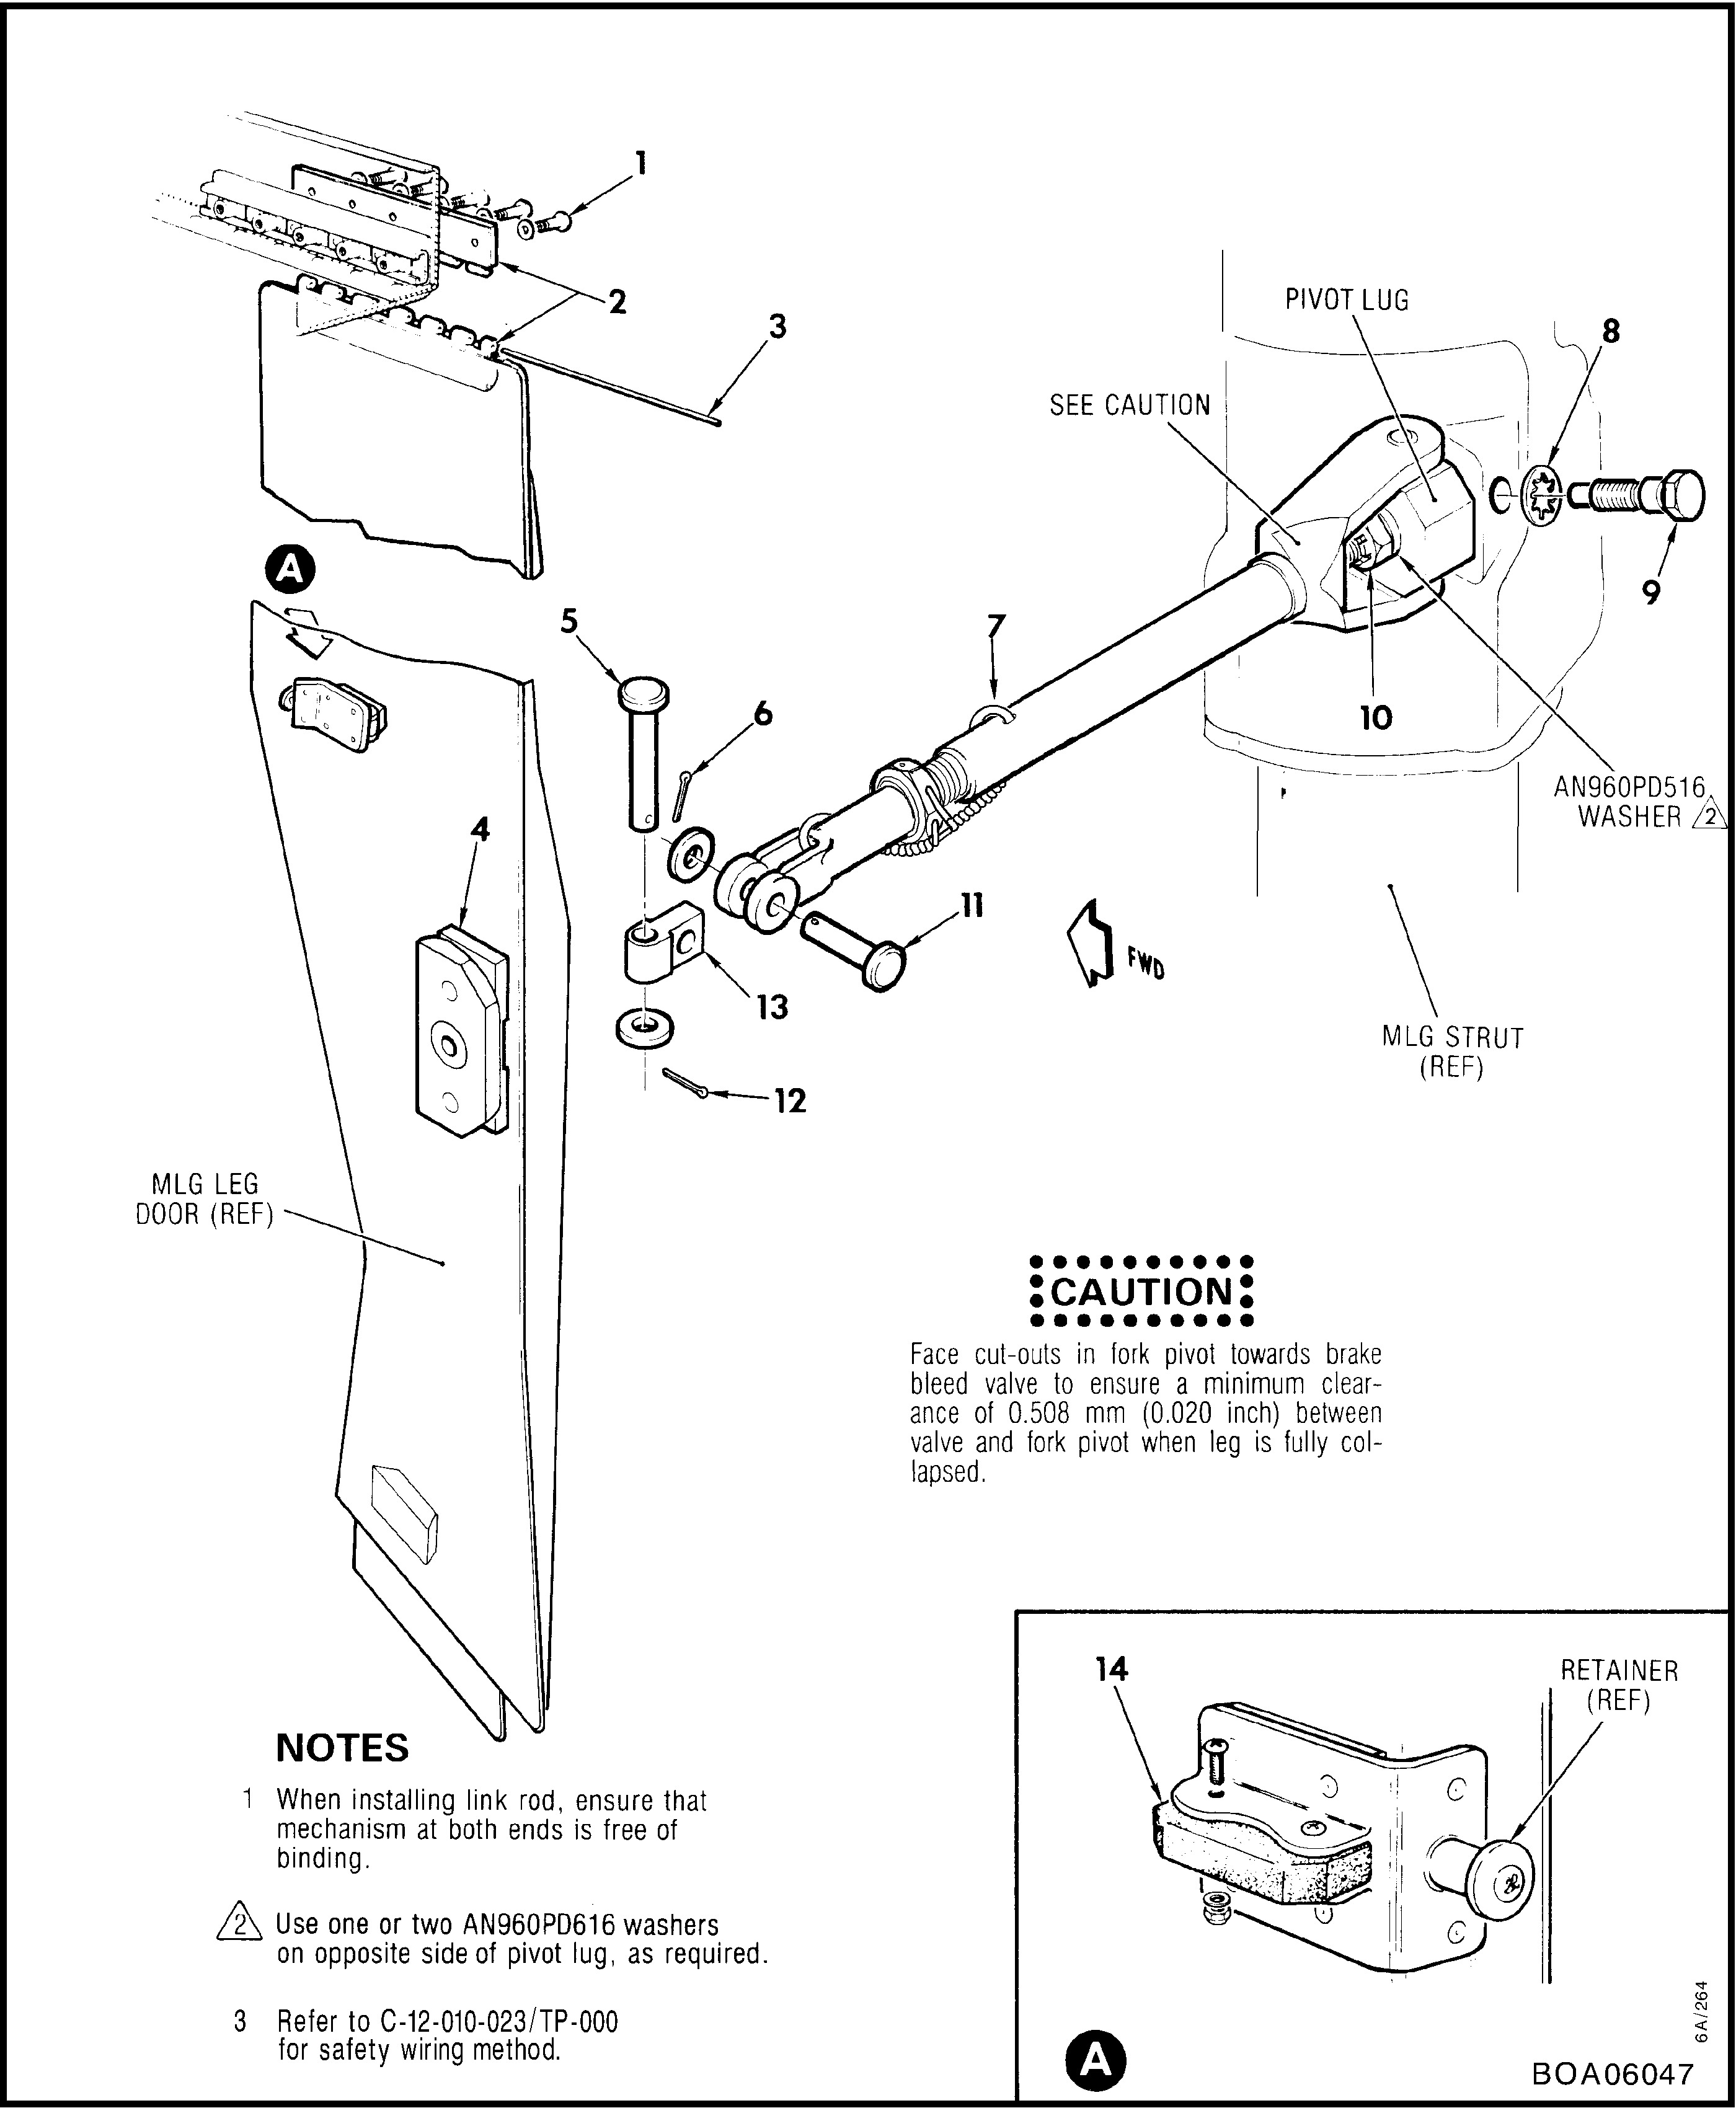 1
2
3
PIVOT LUG
8
SEE CAUTION
A
9
5
7
6
10
AN960PD516
WASHER 2
4
11
FWD
13
MLG STRUT
(REF)
12
MLG LEG
DOOR (REF)
CAUTION
Face cut-outs in fork pivot towards brake
bleed valve to ensure a minimum clear-
ance of 0.508 mm (0.020 inch) between
valve and fork pivot when leg is fully col-
lapsed.
14
RETAINER
(REF)
NOTES
1 When installing link rod, ensure that
mechanism at both ends is free of
binding.
2 Use one or two AN960PD616 washers
on opposite side of pivot lug, as required.
3 Refer to C-12-010-023/TP-000
for safety wiring method.
A
6A/264
BOA06047